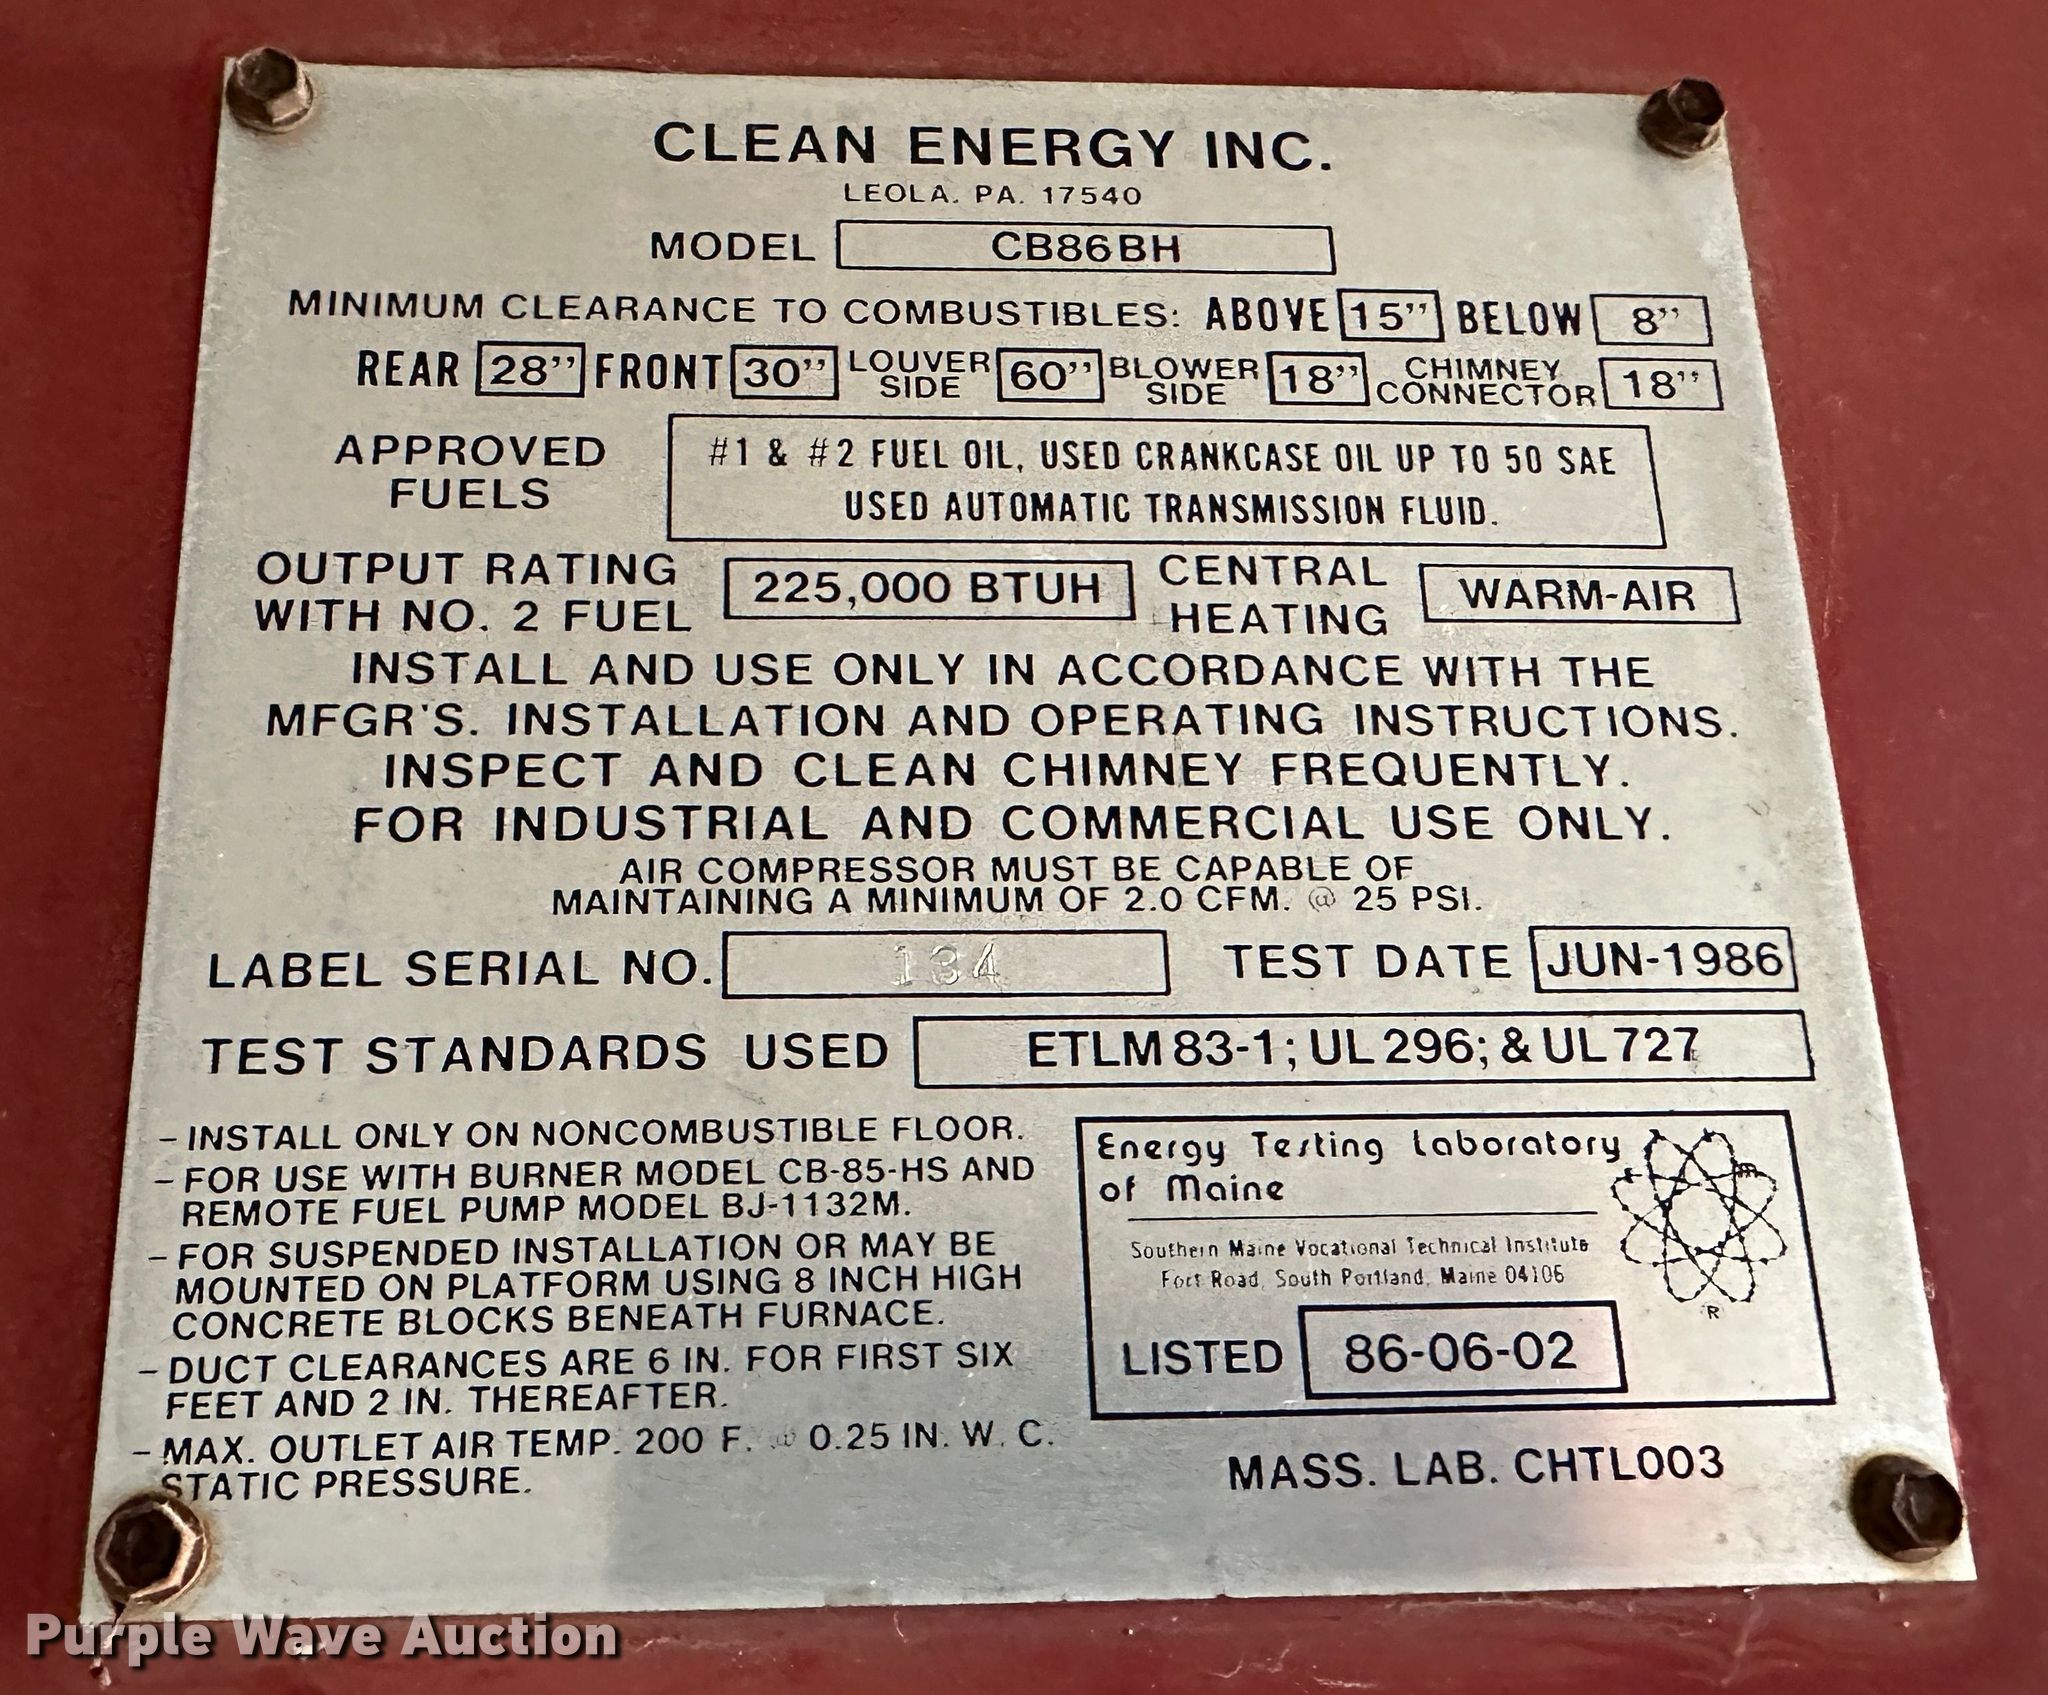 CLEAN ENERGY INC.
LEOLA. PA. 17540
MODEL CB86BH
MINIMUM CLEARANCE TO COMBUSTIBLES: ABOVE 15" BELOW 8"
REAR 28" FRONT 30" LOUVER SIDE 60" BLOWER SIDE 18" CHIMNEY CONNECTOR 18"
APPROVED FUELS
#1 & #2 FUEL OIL, USED CRANKCASE OIL UP TO 50 SAE
USED AUTOMATIC TRANSMISSION FLUID.
OUTPUT RATING WITH NO. 2 FUEL 225,000 BTUH CENTRAL HEATING WARM-AIR
INSTALL AND USE ONLY IN ACCORDANCE WITH THE
MFGR'S. INSTALLATION AND OPERATING INSTRUCTIONS.
INSPECT AND CLEAN CHIMNEY FREQUENTLY.
FOR INDUSTRIAL AND COMMERCIAL USE ONLY.
AIR COMPRESSOR MUST BE CAPABLE OF
MAINTAINING A MINIMUM OF 2.0 CFM. @ 25 PSI.
LABEL SERIAL NO. 134 TEST DATE JUN-1986
TEST STANDARDS USED ETLM 83-1; UL 296; & UL 727
- INSTALL ONLY ON NONCOMBUSTIBLE FLOOR.
- FOR USE WITH BURNER MODEL CB-85-HS AND
REMOTE FUEL PUMP MODEL BJ-1132M.
- FOR SUSPENDED INSTALLATION OR MAY BE
MOUNTED ON PLATFORM USING 8 INCH HIGH
CONCRETE BLOCKS BENEATH FURNACE.
- DUCT CLEARANCES ARE 6 IN. FOR FIRST SIX
FEET AND 2 IN. THEREAFTER.
- MAX. OUTLET AIR TEMP. 200 F. @ 0.25 IN. W. C.
STATIC PRESSURE.
Energy Testing Laboratory
of Maine
Southern Maine Vocational Technical Institute
Fort Road, South Portland, Maine 04106
R
LISTED 86-06-02
MASS. LAB. CHTL003
Purple Wave Auction